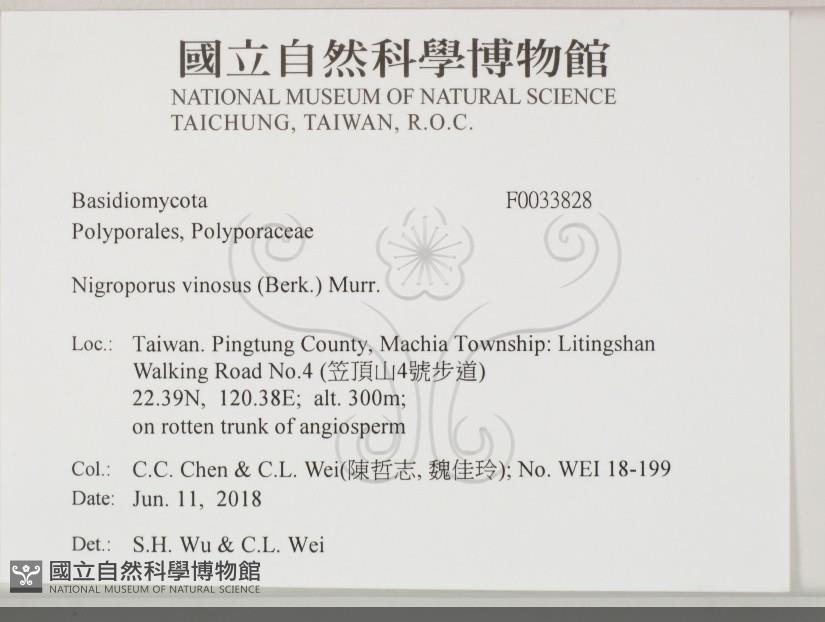 國立自然科學博物館
NATIONAL MUSEUM OF NATURAL SCIENCE
TAICHUNG, TAIWAN, R.O.C.
Basidiomycota F0033828
Polyporales, Polyporaceae
Nigroporus vinosus (Berk.) Murr.
Loc.: Taiwan. Pingtung County, Machia Township: Litingshan
Walking Road No.4 (笠頂山4號步道)
22.39N, 120.38E; alt. 300m;
on rotten trunk of angiosperm
Col.: C.C. Chen & C.L. Wei(陳哲志, 魏佳玲); No. WEI 18-199
Date: Jun. 11, 2018
Det.: S.H. Wu & C.L. Wei
國立自然科學博物館
NATIONAL MUSEUM OF NATURAL SCIENCE